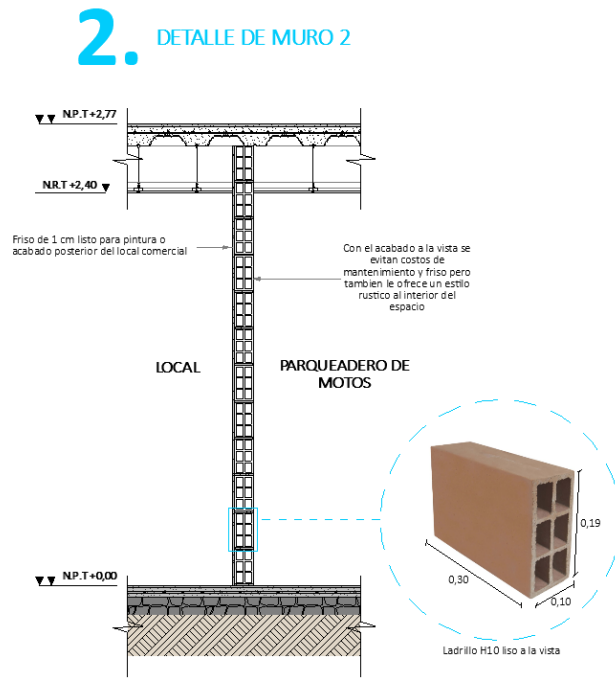 2. DETALLE DE MURO 2
N.P.T +2,77
N.R.T +2,40
Friso de 1 cm listo para pintura o
acabado posterior del local comercial
Con el acabado a la vista se
evitan costos de
mantenimiento y friso pero
tambien le ofrece un estilo
rustico al interior del
espacio
LOCAL
PARQUEADERO DE
MOTOS
0,19
0,30
0,10
N.P.T +0,00
Ladrillo H10 liso a la vista